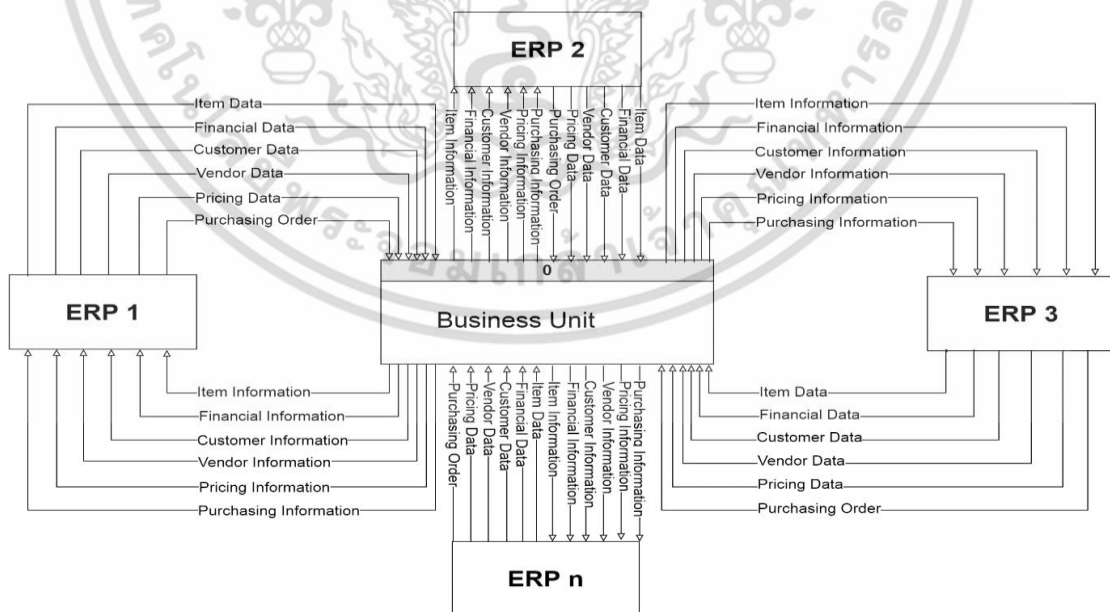 ERP 2
Item Information
Financial Information
Customer Information
Vendor Information
Pricing Information
Purchasing Information
Purchasing Order
Pricing Data
Vendor Data
Customer Data
Financial Data
Item Data
Item Data
Financial Data
Customer Data
Vendor Data
Pricing Data
Purchasing Order
Item Information
Financial Information
Customer Information
Vendor Information
Pricing Information
Purchasing Information
ERP 1
0
Business Unit
ERP 3
Item Information
Financial Information
Customer Information
Vendor Information
Pricing Information
Purchasing Information
Purchasing Order
Pricing Data
Vendor Data
Customer Data
Financial Data
Item Data
Item Information
Financial Information
Customer Information
Vendor Information
Pricing Information
Purchasing Information
Item Data
Financial Data
Customer Data
Vendor Data
Pricing Data
Purchasing Order
ERP n